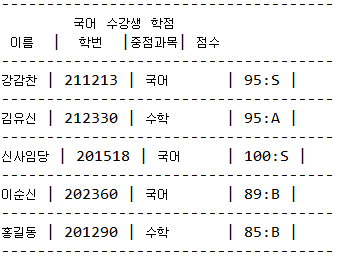 국어 수강생 학점
이름 | 학번 |중점과목| 점수
강감찬 | 211213 | 국어 | 95:S |
김유신 | 212330 | 수학 | 95:A |
신사임당 | 201518 | 국어 | 100:S |
이순신 | 202360 | 국어 | 89:B |
홍길동 | 201290 | 수학 | 85:B |